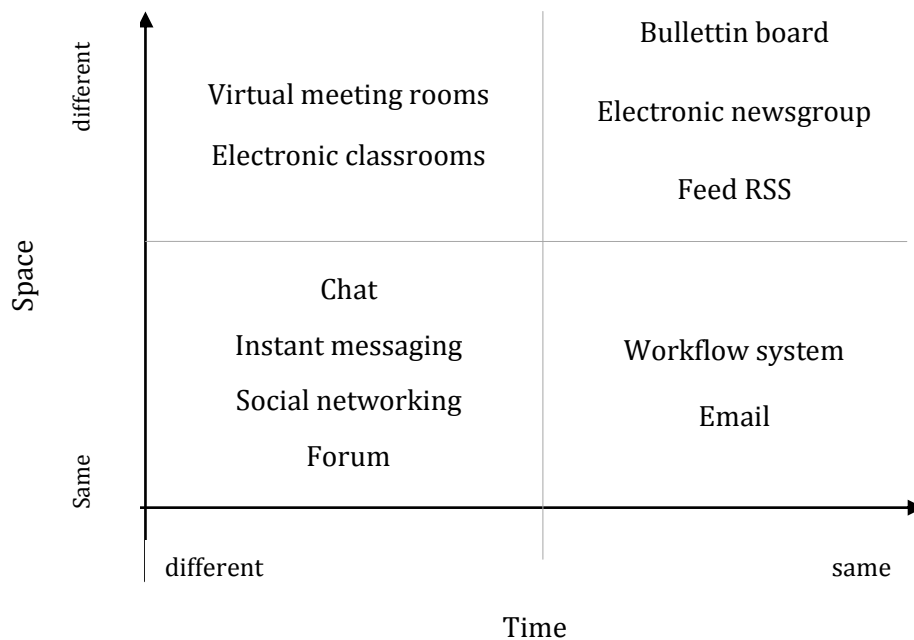 different
Space
Same
Virtual meeting rooms
Electronic classrooms
Bullettin board
Electronic newsgroup
Feed RSS
Chat
Instant messaging
Social networking
Forum
Workflow system
Email
different
same
Time